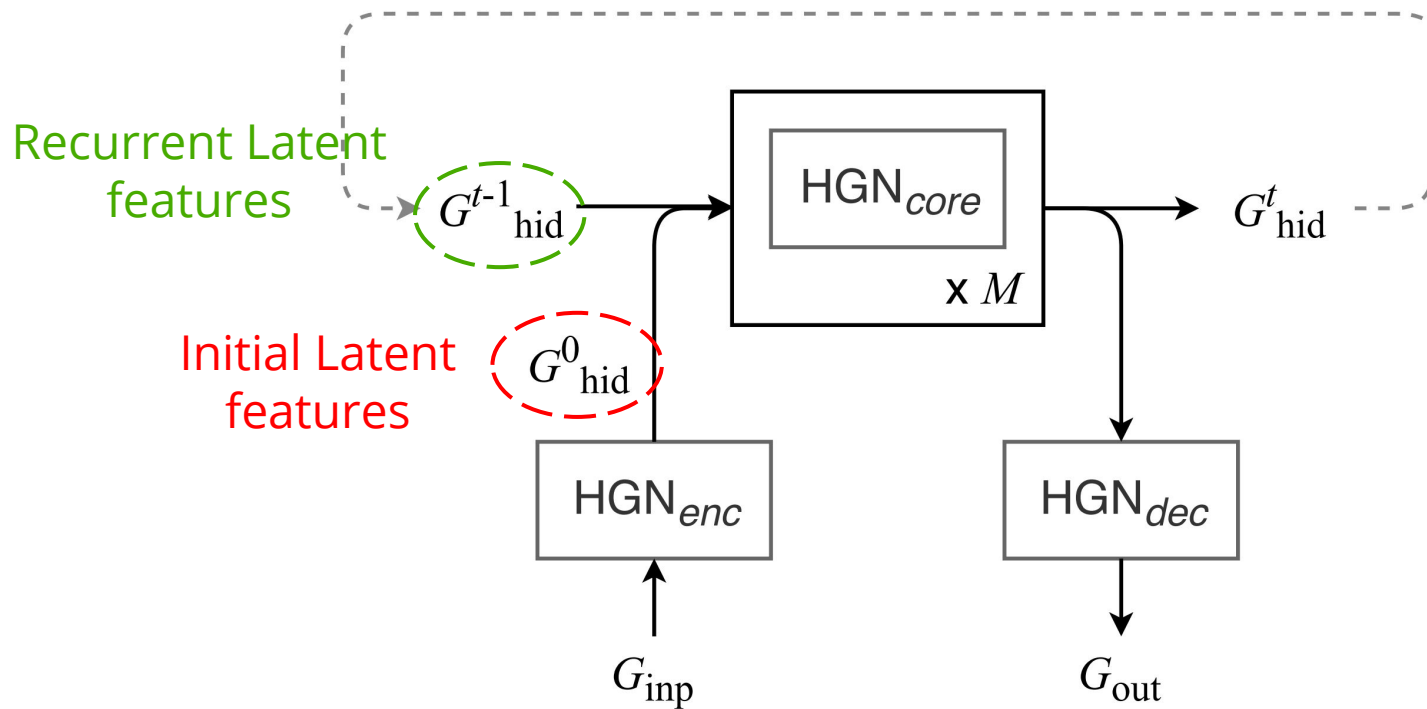 Recurrent Latent
features
G^{t-1}_{hid}
HGN_{core}
x M
G^{t}_{hid}
Initial Latent
features
G^{0}_{hid}
HGN_{enc}
HGN_{dec}
G_{inp}
G_{out}